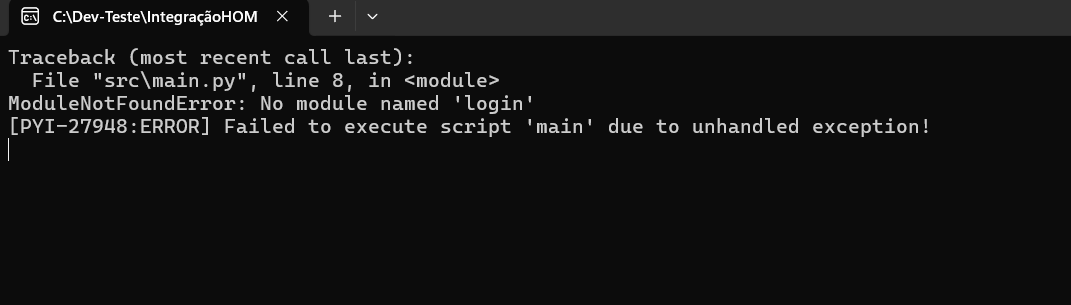 C:\Dev-Teste\IntegraçãoHOM
Traceback (most recent call last):
  File "src\main.py", line 8, in <module>
ModuleNotFoundError: No module named 'login'
[PYI-27948:ERROR] Failed to execute script 'main' due to unhandled exception!